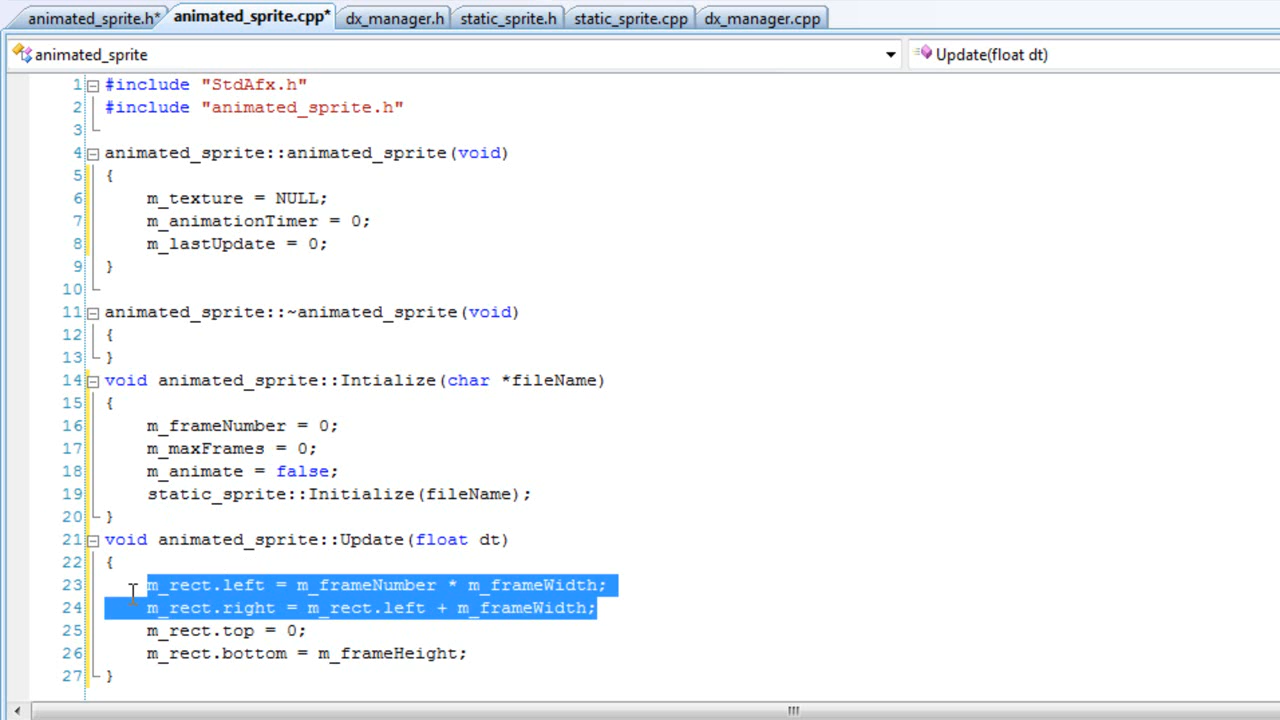 animated_sprite.h* animated_sprite.cpp* dx_manager.h static_sprite.h static_sprite.cpp dx_manager.cpp
animated_sprite Update(float dt)
1 #include "StdAfx.h"
2 #include "animated_sprite.h"
3
4 animated_sprite::animated_sprite(void)
5 {
6 m_texture = NULL;
7 m_animationTimer = 0;
8 m_lastUpdate = 0;
9 }
10
11 animated_sprite::~animated_sprite(void)
12 {
13 }
14 void animated_sprite::Intialize(char *fileName)
15 {
16 m_frameNumber = 0;
17 m_maxFrames = 0;
18 m_animate = false;
19 static_sprite::Initialize(fileName);
20 }
21 void animated_sprite::Update(float dt)
22 {
23 m_rect.left = m_frameNumber * m_frameWidth;
24 m_rect.right = m_rect.left + m_frameWidth;
25 m_rect.top = 0;
26 m_rect.bottom = m_frameHeight;
27 }